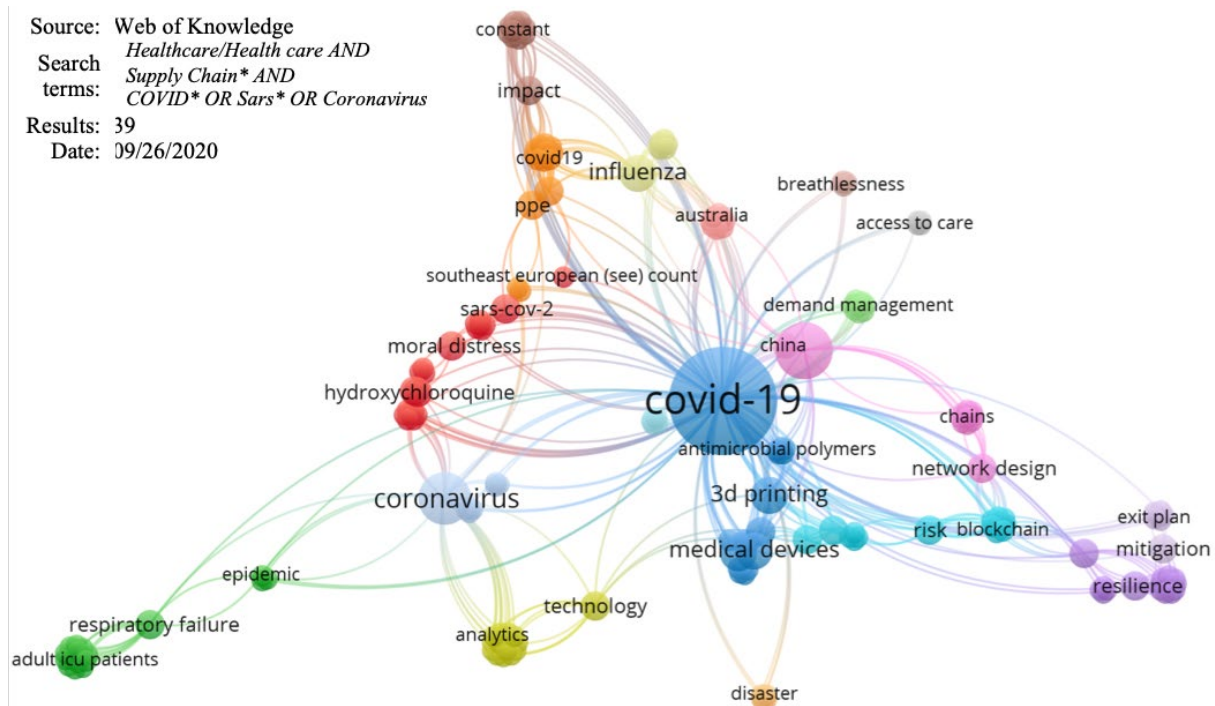 Source: Web of Knowledge
Search terms: Healthcare/Health care AND
Supply Chain* AND
COVID* OR Sars* OR Coronavirus
Results: 39
Date: 09/26/2020
constant
impact
covid19
influenza
ppe
australia
breathlessness
access to care
southeast european (see) count
sars-cov-2
demand management
moral distress
china
hydroxychloroquine
covid-19
chains
antimicrobial polymers
network design
3d printing
coronavirus
exit plan
risk
blockchain
medical devices
mitigation
epidemic
resilience
technology
respiratory failure
analytics
adult icu patients
disaster